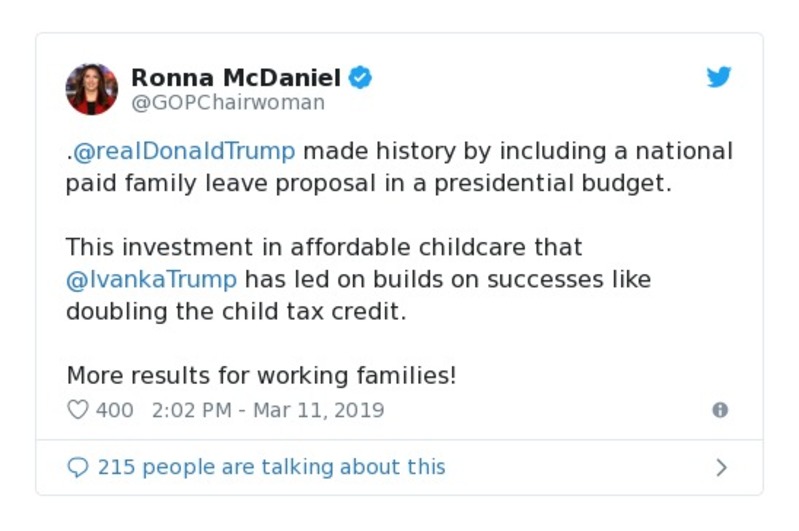 Ronna McDaniel
@GOPChairwoman
.@realDonaldTrump made history by including a national
paid family leave proposal in a presidential budget.
This investment in affordable childcare that
@IvankaTrump has led on builds on successes like
doubling the child tax credit.
More results for working families!
400 2:02 PM - Mar 11, 2019
215 people are talking about this